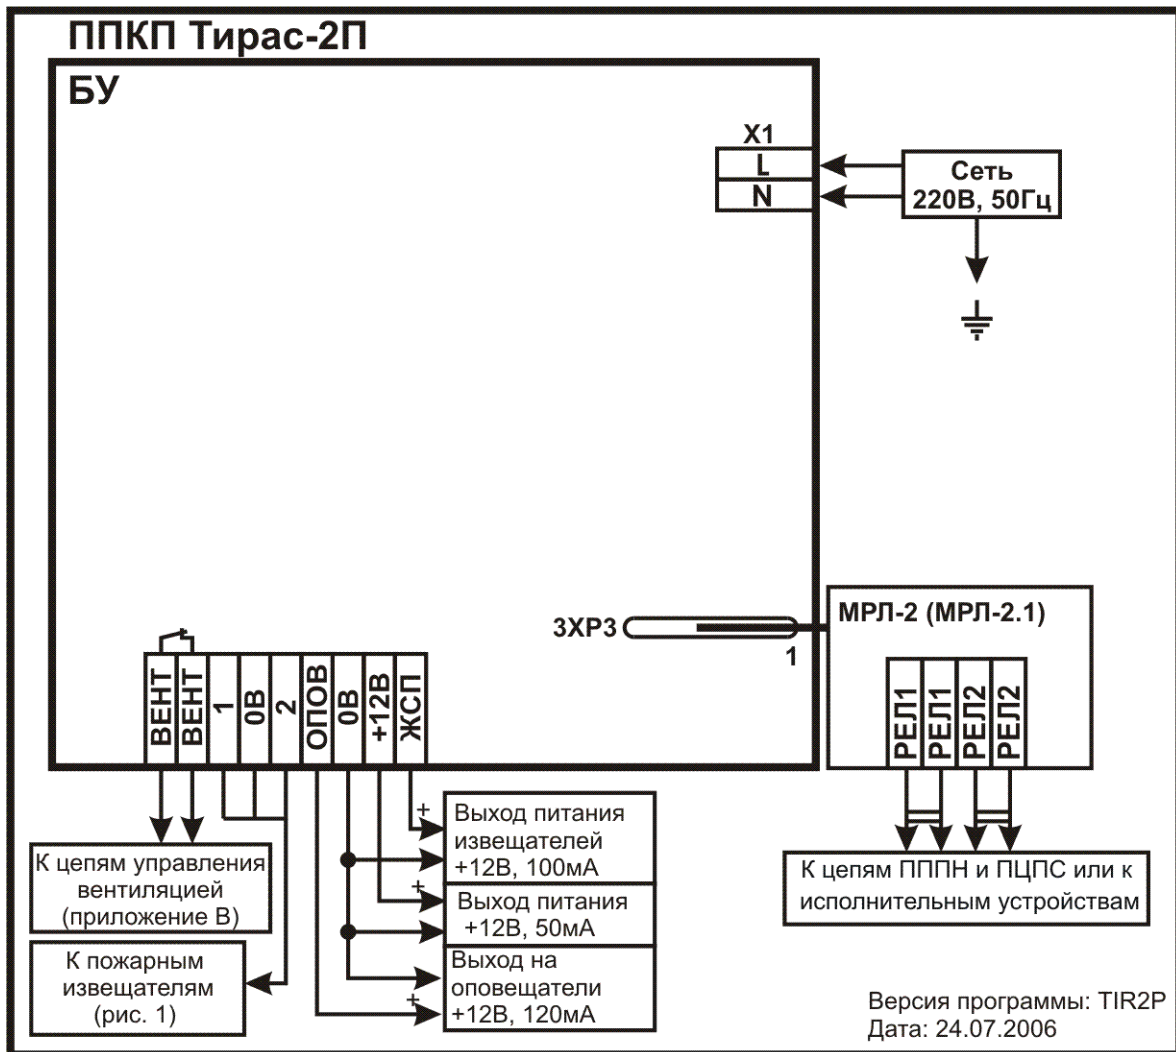 ППКП Тирас-2П
БУ
X1
L
N
Сеть
220В, 50Гц
3ХР3
1
МРЛ-2 (МРЛ-2.1)
РЕЛ1
РЕЛ1
РЕЛ2
РЕЛ2
ВЕНТ
ВЕНТ
1
0В
2
ОПОВ
0В
+12В
ЖСП
+
Выход питания
извещателей
+12В, 100мА
+
Выход питания
+12В, 50мА
Выход на
оповещатели
+
+12В, 120мА
К цепям управления
вентиляцией
(приложение В)
К пожарным
извещателям
(рис. 1)
К цепям ПППН и ПЦПС или к
исполнительным устройствам
Версия программы: TIR2P
Дата: 24.07.2006